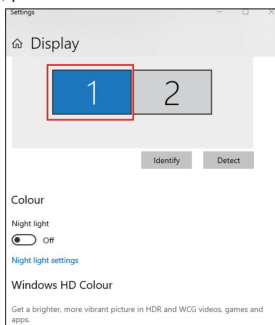 Settings
Display
1 2
Identify Detect
Colour
Night light
Off
Night light settings
Windows HD Colour
Get a brighter, more vibrant picture in HDR and WCG videos, games and
apps.